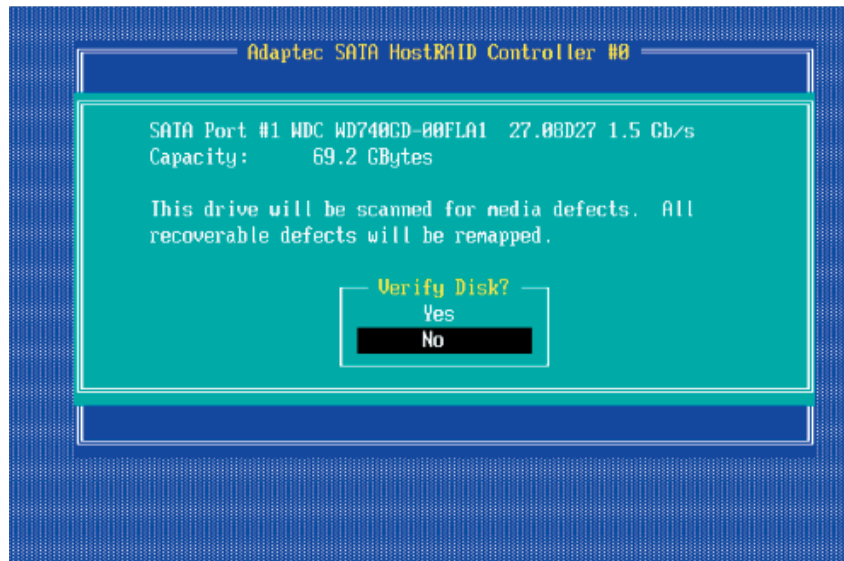 Adaptec SATA HostRAID Controller #0
SATA Port #1 WDC WD740GD-00FLA1 27.08D27 1.5 Gb/s
Capacity: 69.2 GBytes
This drive will be scanned for media defects. All
recoverable defects will be remapped.
Verify Disk?
Yes
No